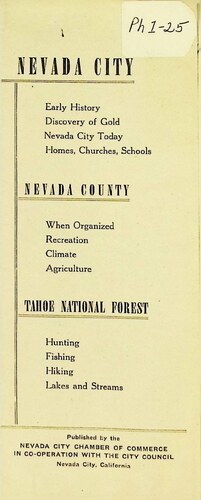 Ph 1-25
NEVADA CITY
Early History
Discovery of Gold
Nevada City Today
Homes, Churches, Schools
NEVADA COUNTY
When Organized
Recreation
Climate
Agriculture
TAHOE NATIONAL FOREST
Hunting
Fishing
Hiking
Lakes and Streams
Published by the
NEVADA CITY CHAMBER OF COMMERCE
IN CO-OPERATION WITH THE CITY COUNCIL
Nevada City, California